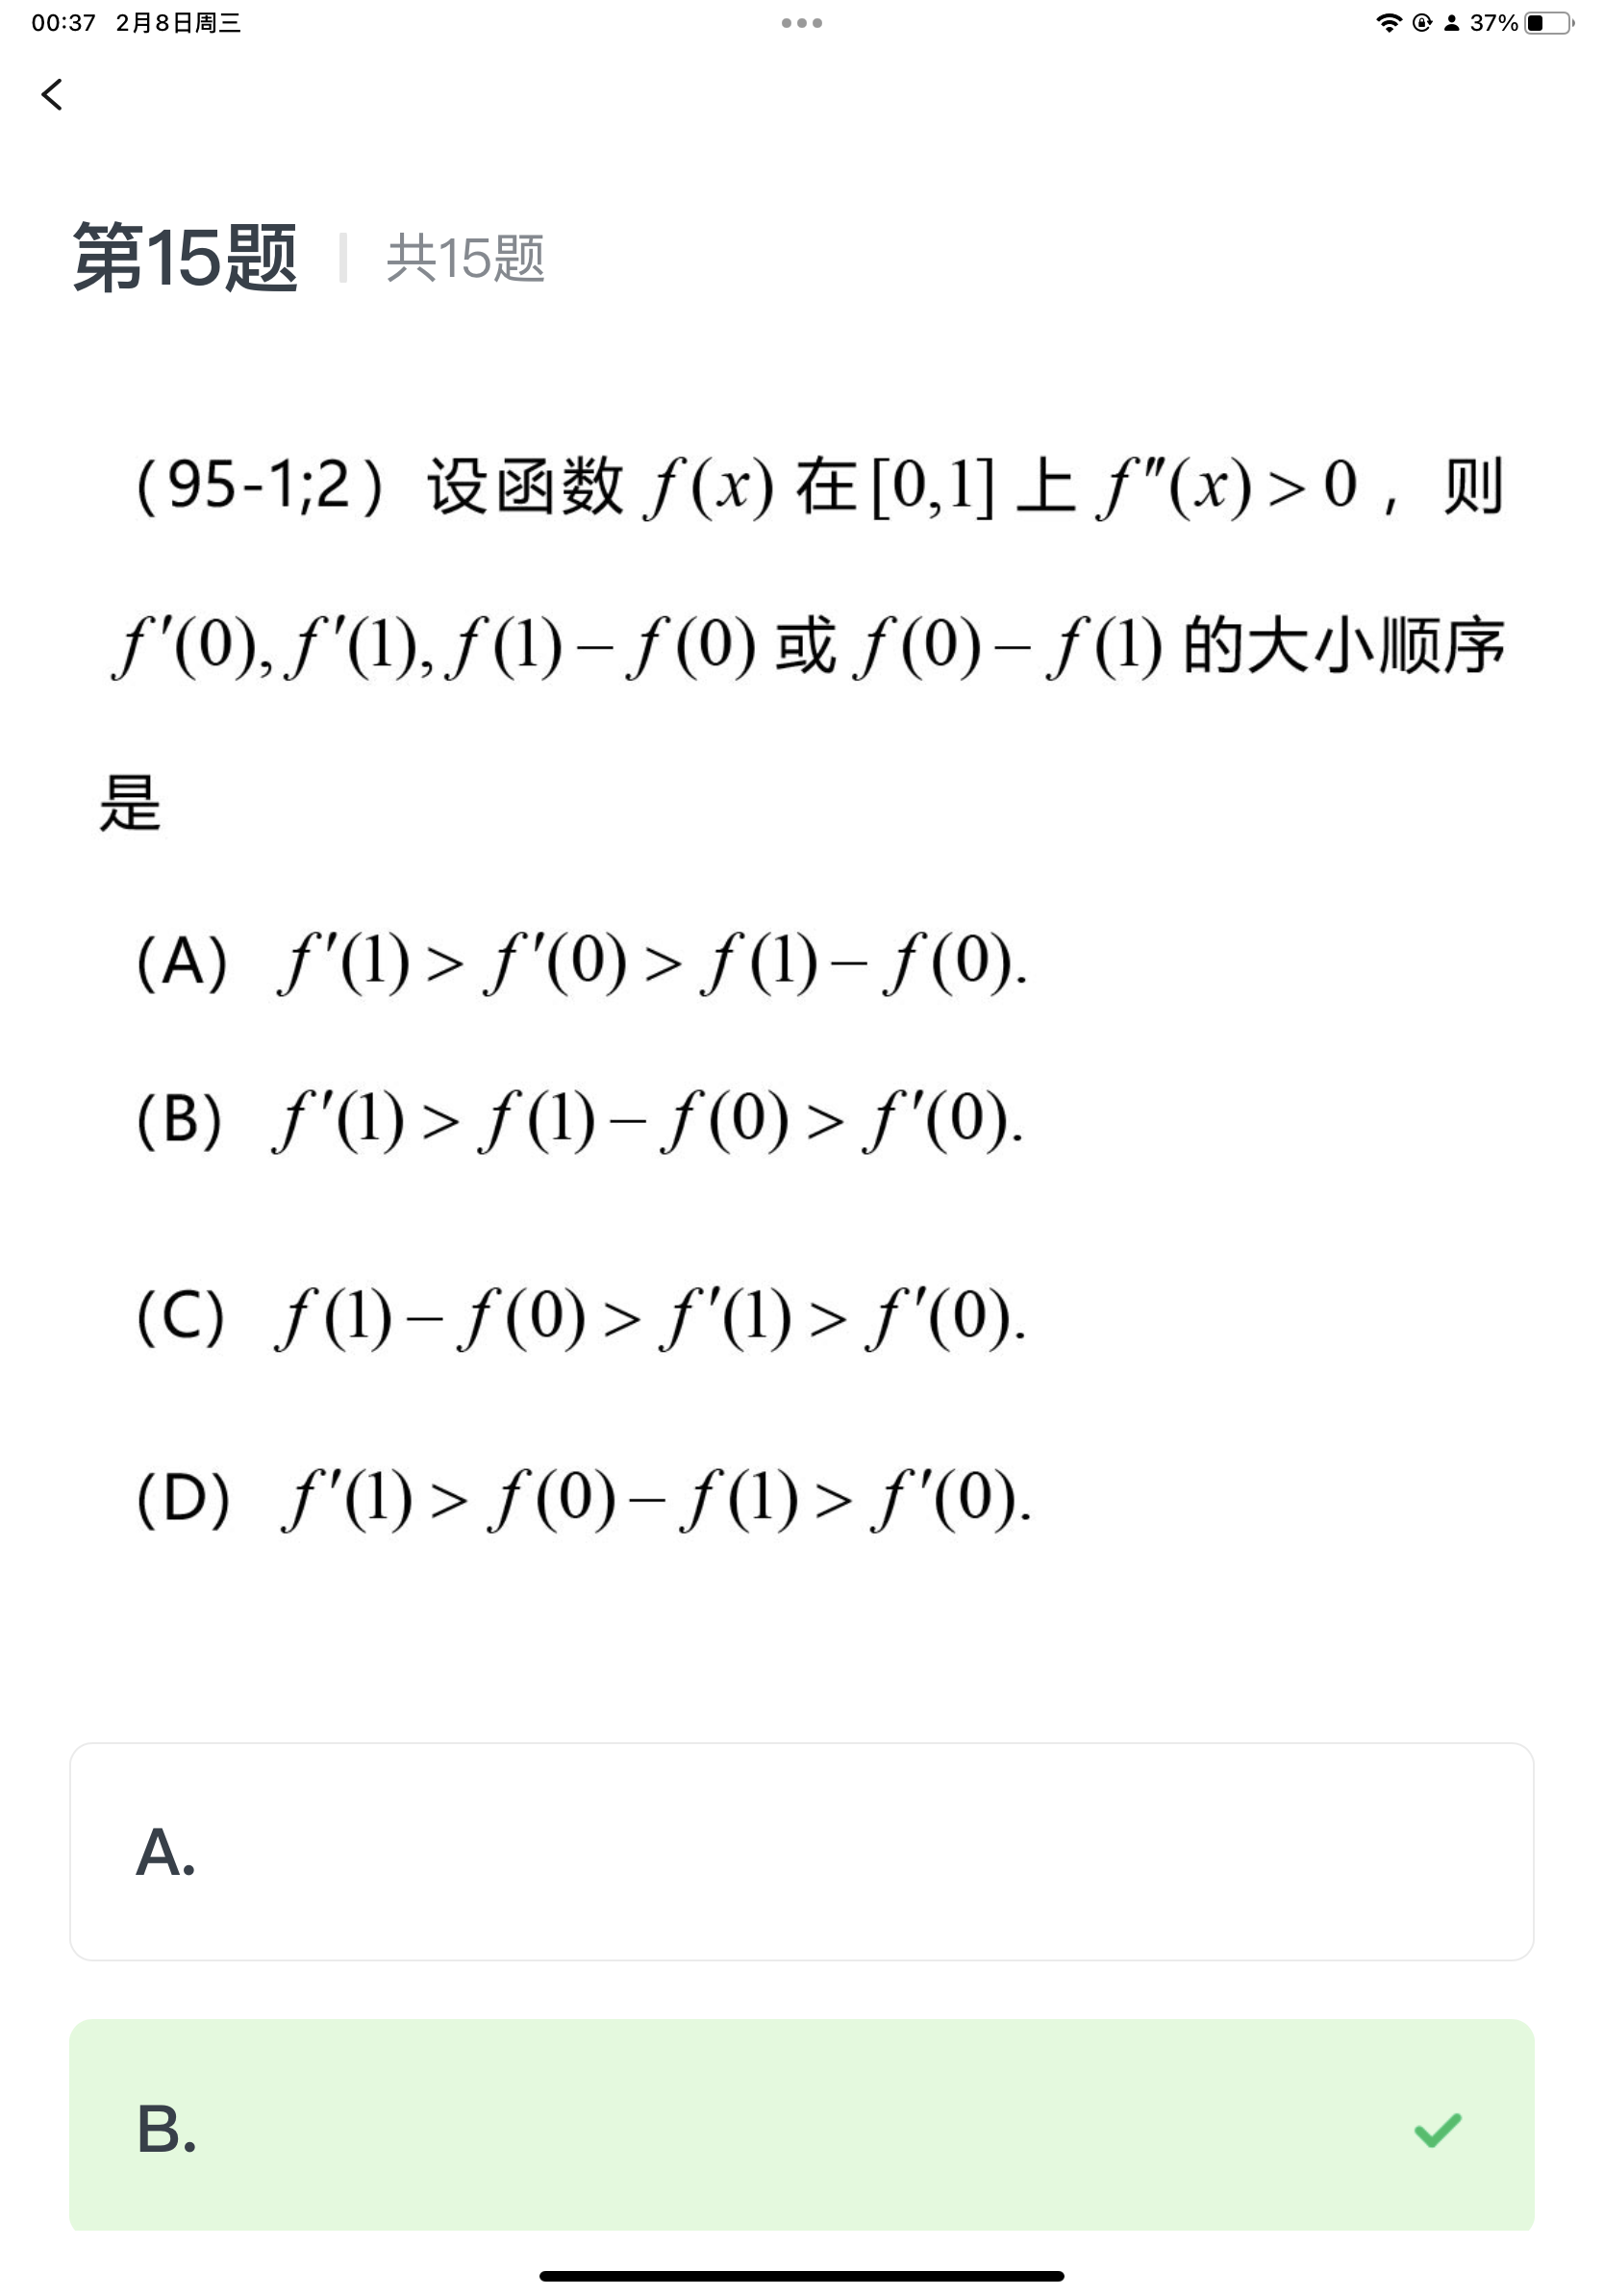 00:37 2月8日周三
37%
第15题 | 共15题
（95-1;2）设函数 f(x) 在[0,1] 上 f″(x) > 0 ，则
f′(0), f′(1), f(1) − f(0) 或 f(0) − f(1) 的大小顺序
是
(A) f′(1) > f′(0) > f(1) − f(0).
(B) f′(1) > f(1) − f(0) > f′(0).
(C) f(1) − f(0) > f′(1) > f′(0).
(D) f′(1) > f(0) − f(1) > f′(0).
A.
B.